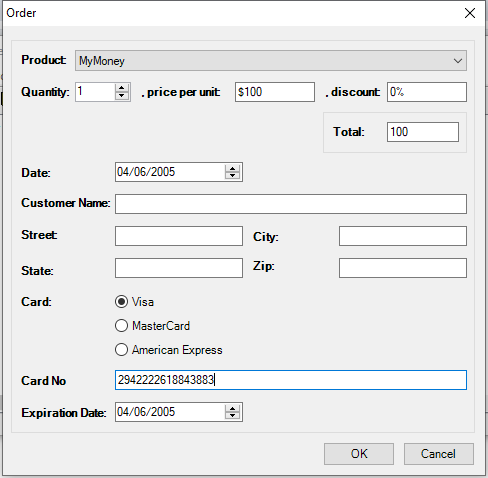 Order
Product: MyMoney
Quantity: 1 , price per unit: $100 , discount: 0%
Total: 100
Date: 04/06/2005
Customer Name:
Street: City:
State: Zip:
Card: Visa
MasterCard
American Express
Card No 2942222618843883
Expiration Date: 04/06/2005
OK Cancel